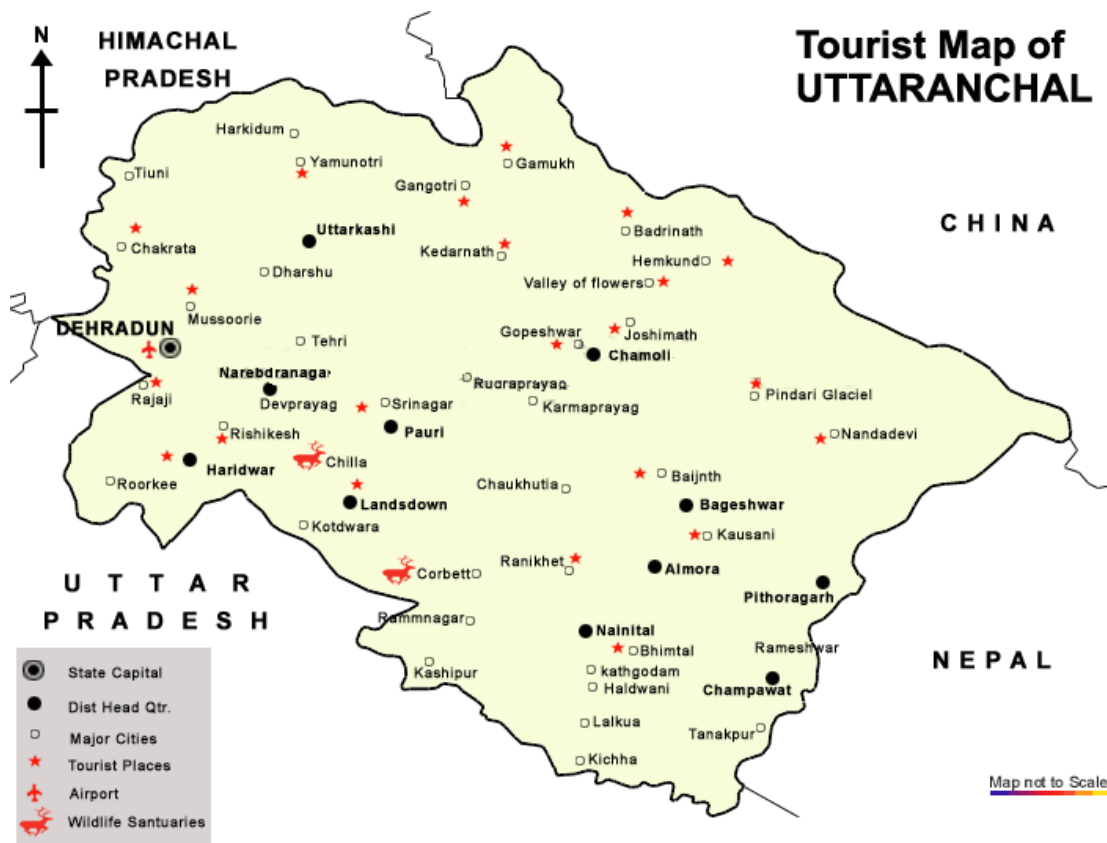 N
HIMACHAL
PRADESH
Tourist Map of
UTTARANCHAL
Harkidum
Yamunotri
Gamukh
Tiuni
Gangotri
CHINA
Uttarkashi
Badrinath
Chakrata
Kedarnath
Hemkund
Dharshu
Valley of flowers
Mussoorie
DEHRADUN
Tehri
Gopeshwar
Joshimath
Chamoli
Narebdranagar
Rudraprayag
Rajaji
Devprayag
Srinagar
Karmaprayag
Pindari Glaciel
Rishikesh
Pauri
Nandadevi
Haridwar
Chilla
Roorkee
Chaukhutia
Baijnth
Landsdown
Bageshwar
Kotdwara
Kausani
Ranikhet
Almora
Corbett
UTTAR
PRADESH
Pithoragarh
Rammnagar
Nainital
Bhimtal
Rameshwar
NEPAL
Kashipur
kathgodam
Haldwani
Champawat
Lalkua
Tanakpur
Kichha
State Capital
Dist Head Qtr.
Major Cities
Tourist Places
Airport
Wildlife Santuaries
Map not to Scale